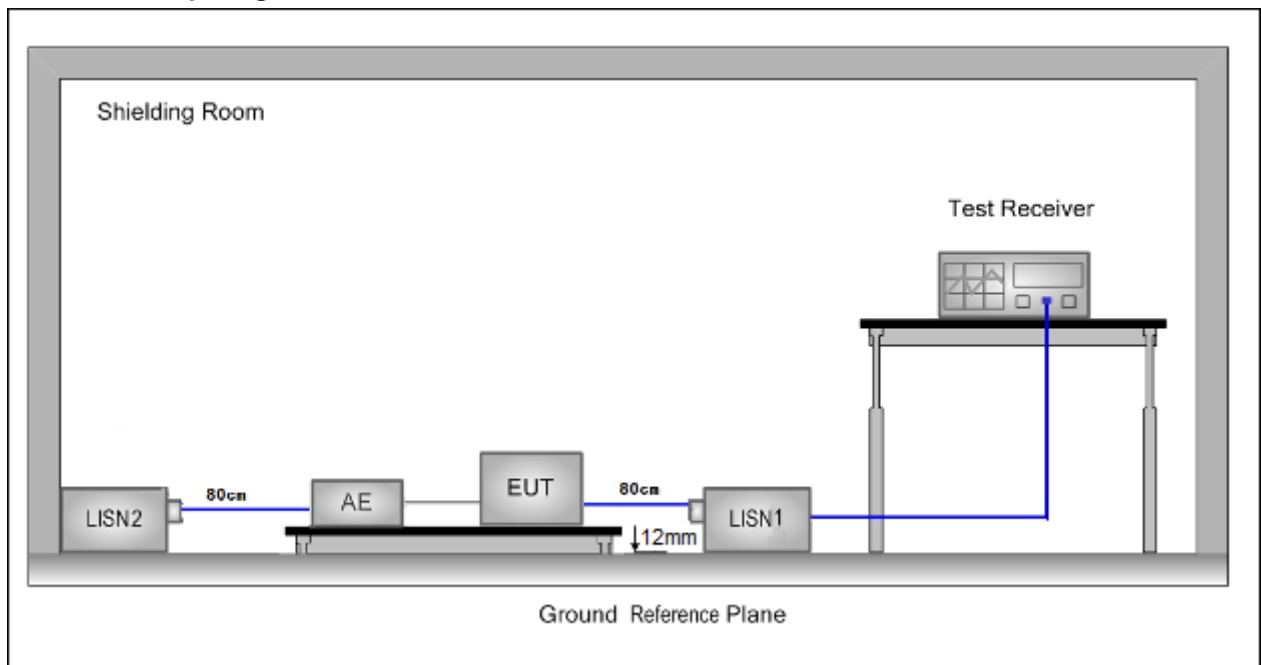 Shielding Room
Test Receiver
80cm
AE
EUT
80cm
LISN2
LISN1
12mm
Ground Reference Plane